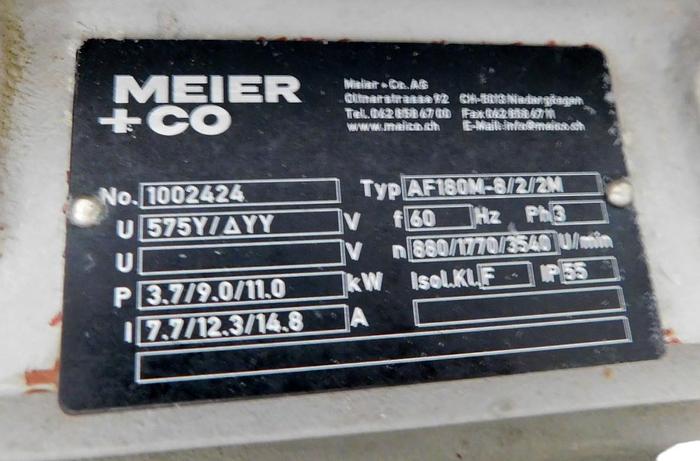 MEIER
+CO
Meier + Co. AG
Oltnerstrasse 92 CH-5013 Niedergösgen
Tel. 062 858 67 00 Fax 062 858 67 11
www.meico.ch E-Mail: info@meico.ch
No. 1002424 Typ AF180M-8/2/2M
U 575Y/ΔYY V f 60 Hz Ph 3
U V n 880/1770/3540 U/min
P 3.7/9.0/11.0 kW Isol.Kl. F IP 55
I 7.7/12.3/14.8 A